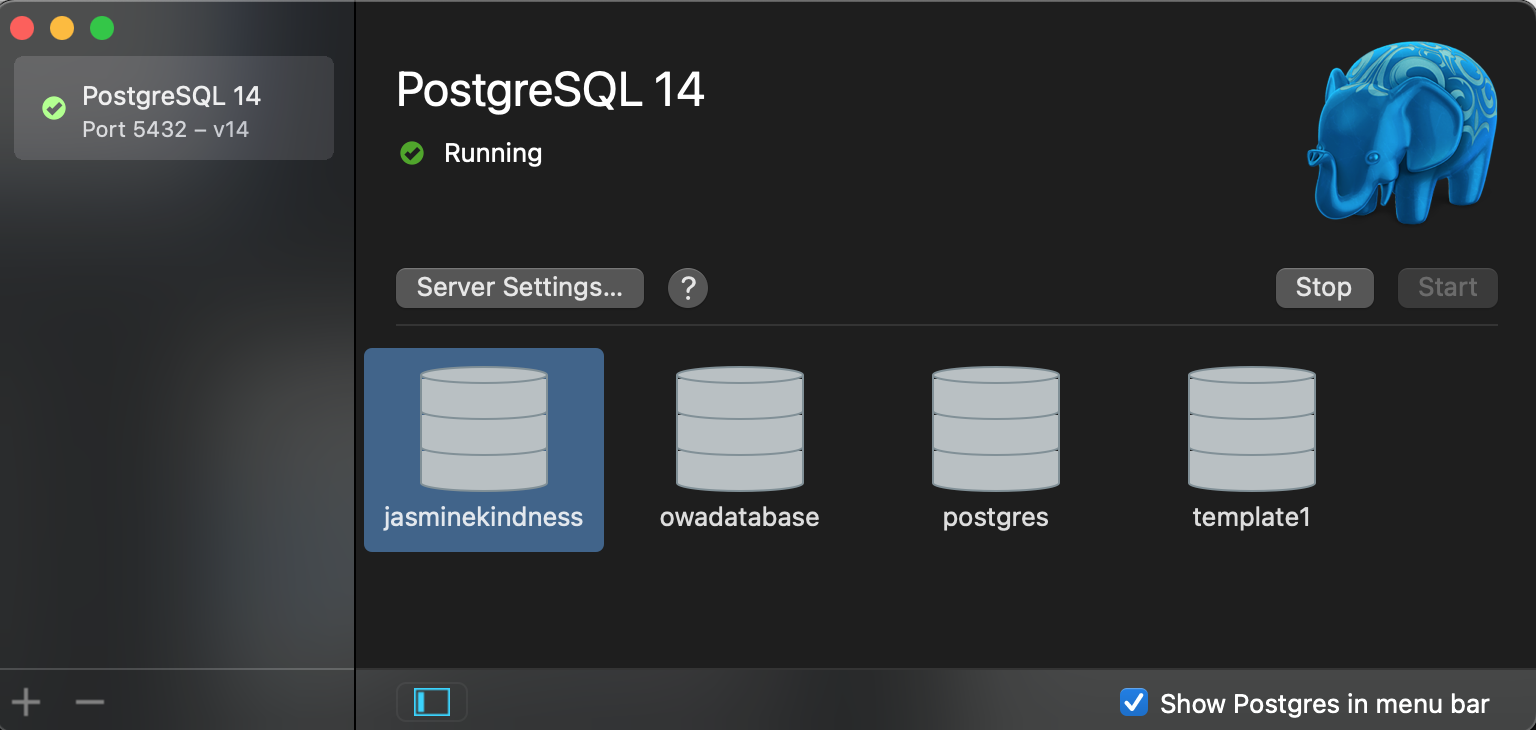 PostgreSQL 14
Port 5432 – v14
PostgreSQL 14
Running
Server Settings...
?
Stop
Start
jasminekindness
owadatabase
postgres
template1
Show Postgres in menu bar